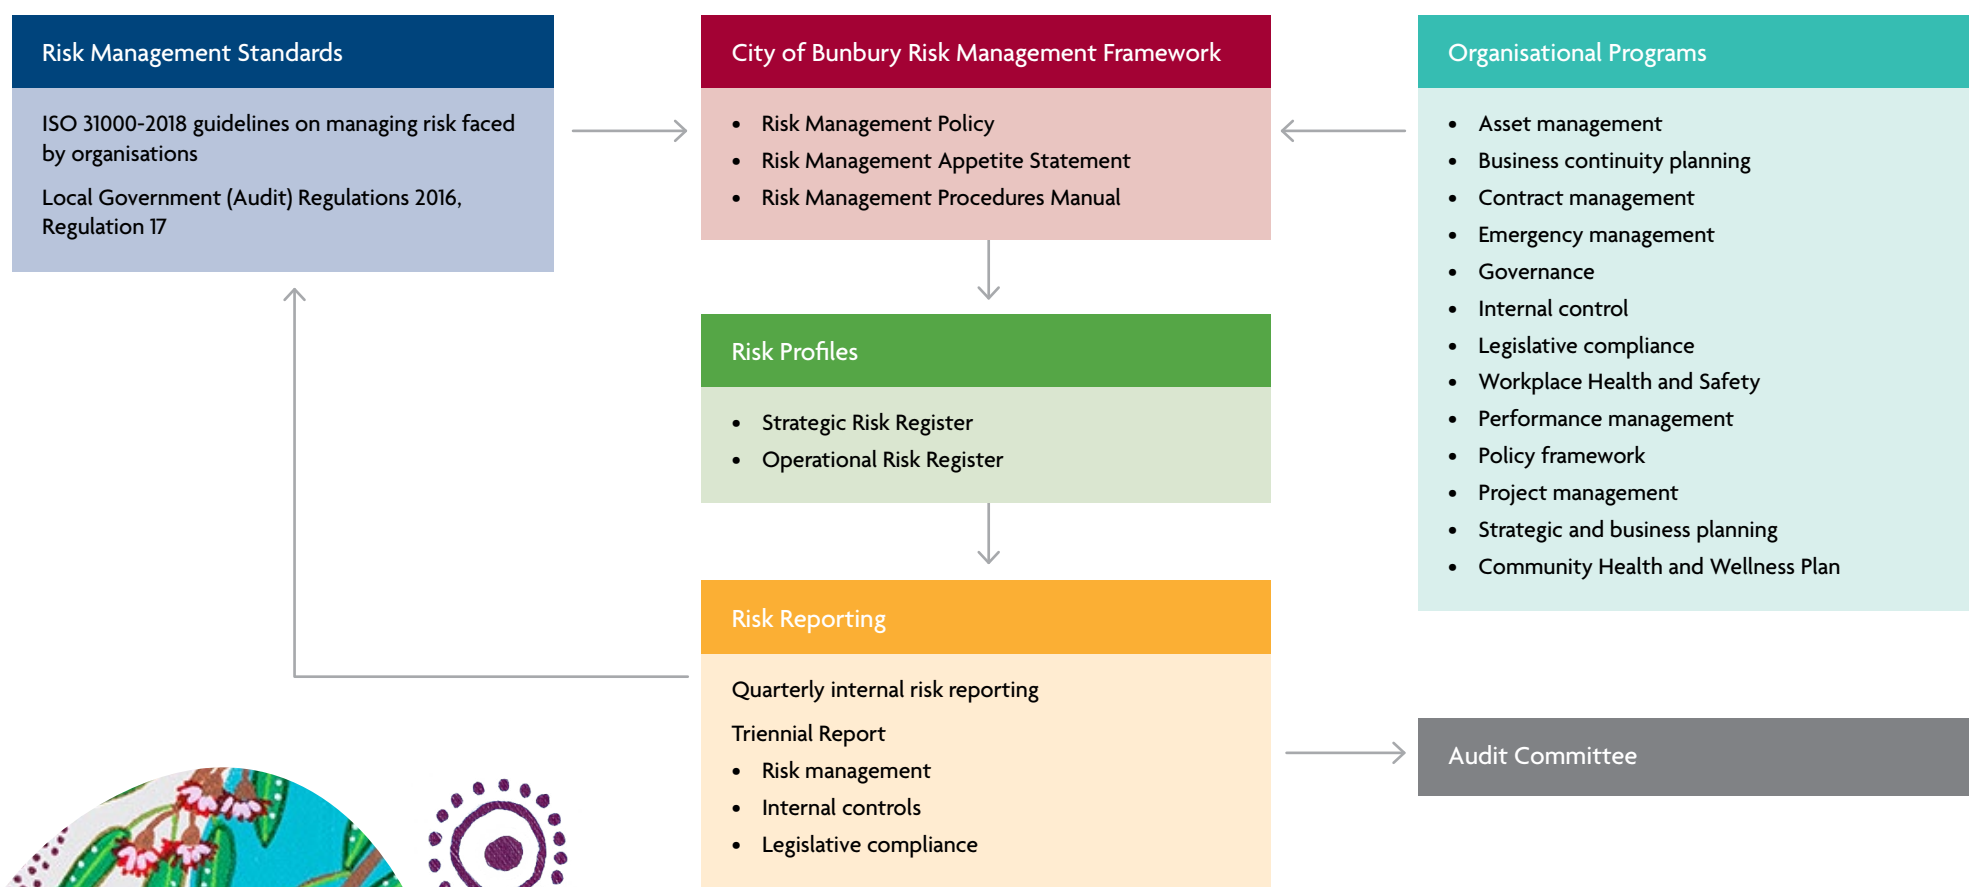 Risk Management Standards
ISO 31000-2018 guidelines on managing risk faced
by organisations
Local Government (Audit) Regulations 2016,
Regulation 17
City of Bunbury Risk Management Framework
• Risk Management Policy
• Risk Management Appetite Statement
• Risk Management Procedures Manual
Risk Profiles
• Strategic Risk Register
• Operational Risk Register
Risk Reporting
Quarterly internal risk reporting
Triennial Report
• Risk management
• Internal controls
• Legislative compliance
Organisational Programs
• Asset management
• Business continuity planning
• Contract management
• Emergency management
• Governance
• Internal control
• Legislative compliance
• Workplace Health and Safety
• Performance management
• Policy framework
• Project management
• Strategic and business planning
• Community Health and Wellness Plan
Audit Committee